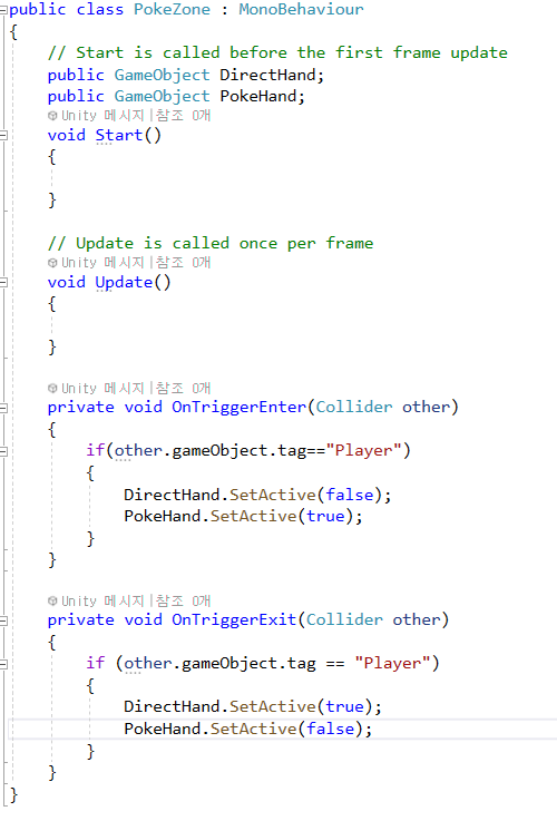 public class PokeZone : MonoBehaviour
{
    // Start is called before the first frame update
    public GameObject DirectHand;
    public GameObject PokeHand;
    Unity 메시지 | 참조 0개
    void Start()
    {

    }

    // Update is called once per frame
    Unity 메시지 | 참조 0개
    void Update()
    {

    }

    Unity 메시지 | 참조 0개
    private void OnTriggerEnter(Collider other)
    {
        if(other.gameObject.tag=="Player")
        {
            DirectHand.SetActive(false);
            PokeHand.SetActive(true);
        }
    }

    Unity 메시지 | 참조 0개
    private void OnTriggerExit(Collider other)
    {
        if (other.gameObject.tag == "Player")
        {
            DirectHand.SetActive(true);
            PokeHand.SetActive(false);
        }
    }
}